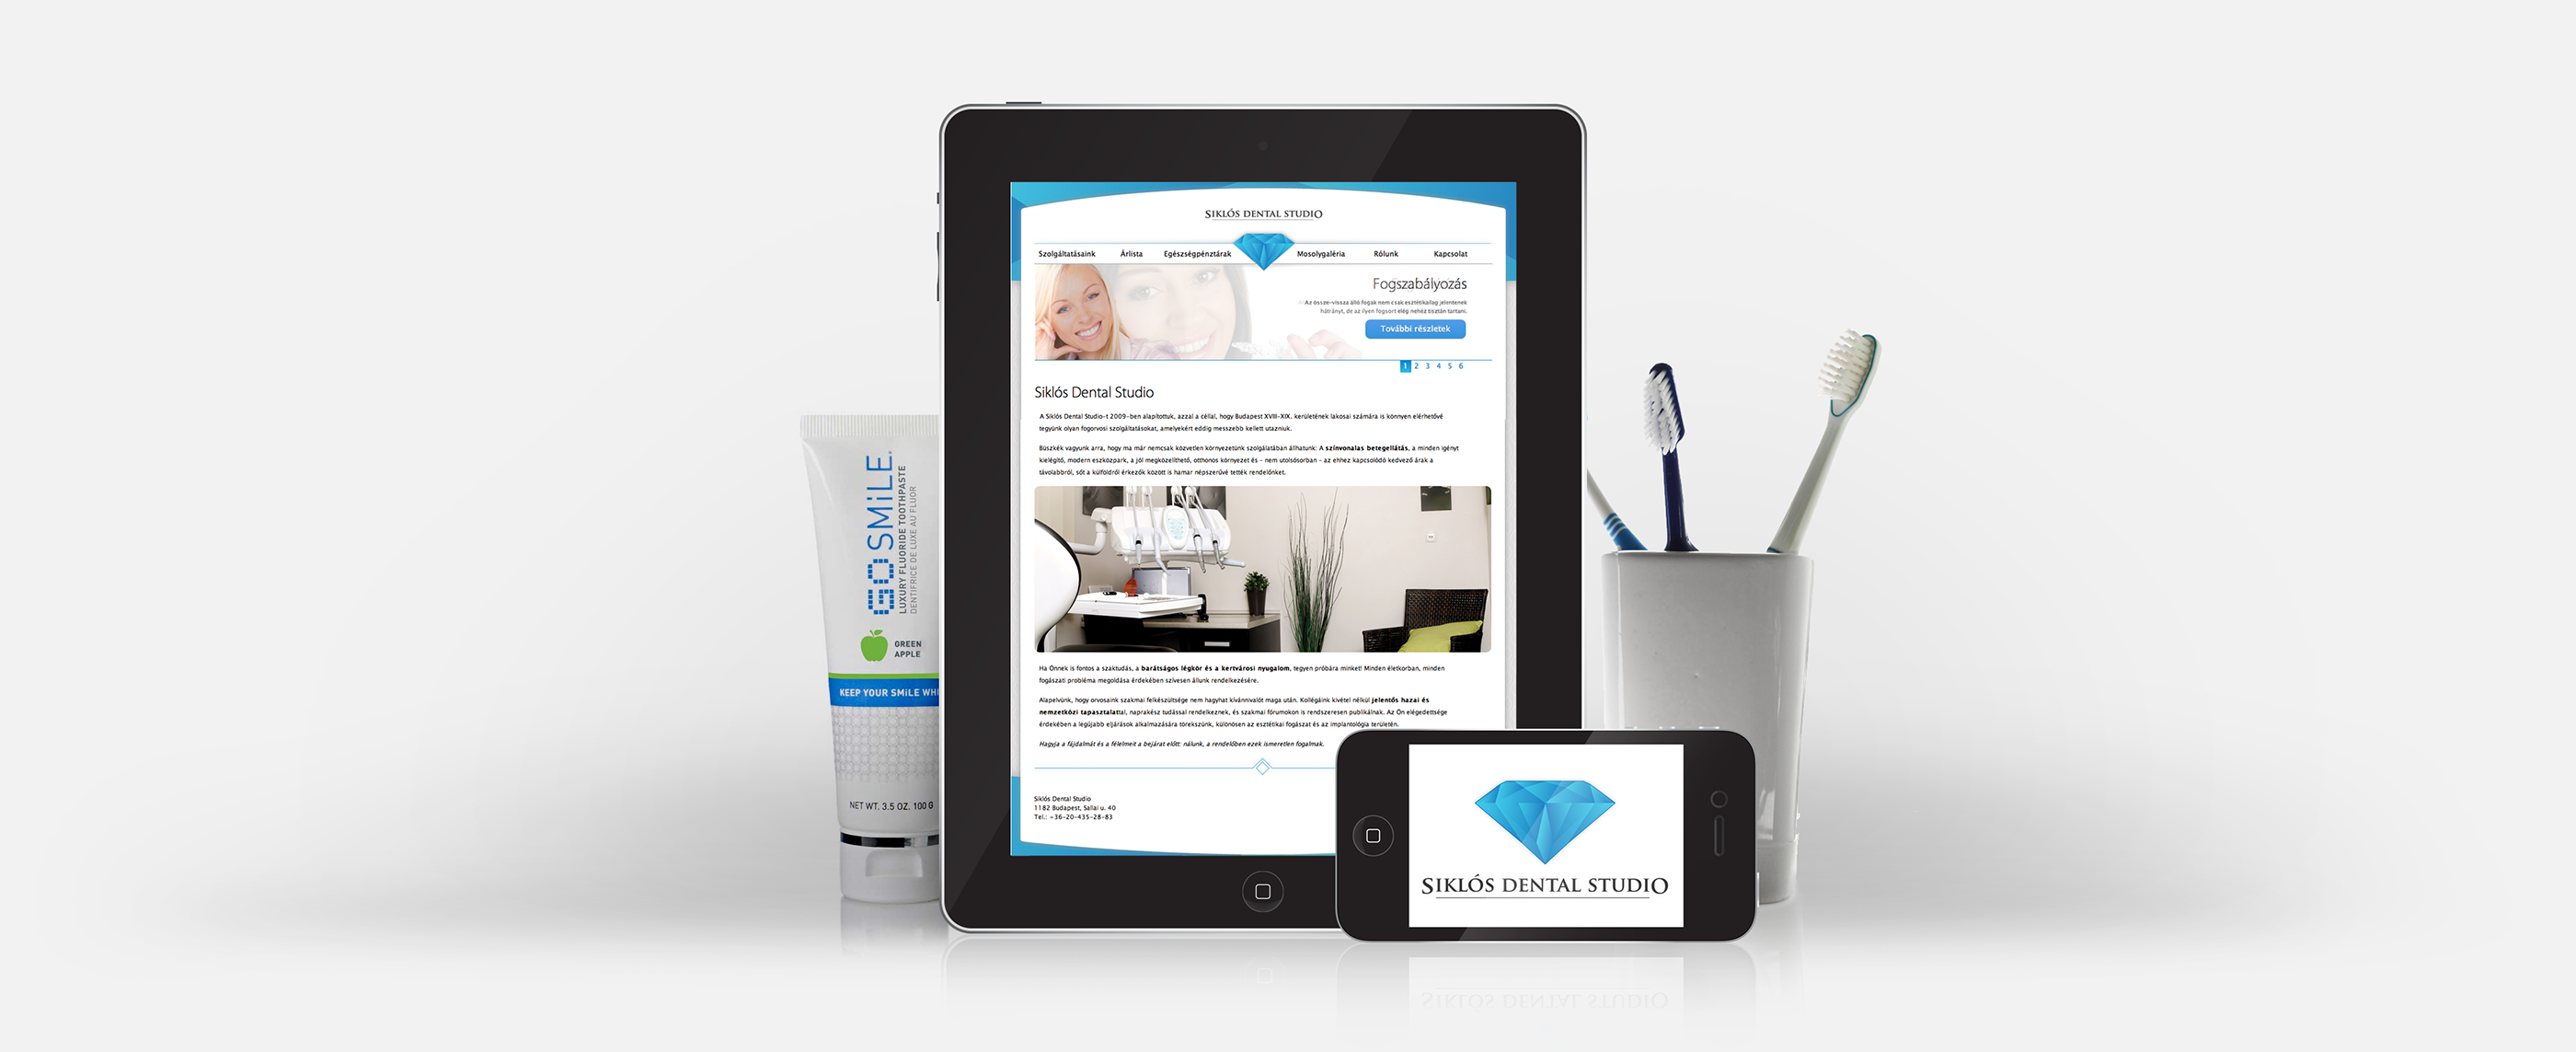 GO SMiLE
LUXURY FLUORIDE TOOTHPASTE
DENTIFRICE DE LUXE AU FLUOR
GREEN
APPLE
KEEP YOUR SMiLE WHI
NET WT. 3.5 OZ. 100 G
SIKLÓS DENTAL STUDIO
Szolgáltatásaink Árlista Egészségpénztárak Mosolygaléria Rólunk Kapcsolat
Fogszabályozás
Az össze-vissza álló fogak nem csak esztétikailag jelentenek
hátrányt, de az ilyen fogsort elég nehéz tisztán tartani.
További részletek
1 2 3 4 5 6
Siklós Dental Studio
A Siklós Dental Studio-t 2009-ben alapítottuk, azzal a céllal, hogy Budapest XVIII-XIX. kerületének lakosai számára is könnyen elérhetővé
tegyünk olyan fogorvosi szolgáltatásokat, amelyekért eddig messzebb kellett utazniuk.
Büszkék vagyunk arra, hogy ma már nemcsak közvetlen környezetünk szolgálatában állhatunk: A színvonalas betegellátás, a minden igényt
kielégítő, modern eszközpark, a jól megközelíthető, otthonos környezet és - nem utolsósorban - az ehhez kapcsolódó kedvező árak a
távolabbról, sőt a külföldről érkezők között is hamar népszerűvé tették rendelőnket.
Ha Önnek is fontos a szaktudás, a barátságos légkör és a kertvárosi nyugalom, tegyen próbára minket! Minden életkorban, minden
fogászati probléma megoldása érdekében szívesen állunk rendelkezésére.
Alapelvünk, hogy orvosaink szakmai felkészültsége nem hagyhat kívánnivalót maga után. Kollégáink kivétel nélkül jelentős hazai és
nemzetközi tapasztalattal, naprakész tudással rendelkeznek, és szakmai fórumokon is rendszeresen publikálnak. Az Ön elégedettsége
érdekében a legújabb eljárások alkalmazására törekszünk, különösen az esztétikai fogászat és az implantológia területén.
Hagyja a fájdalmát és a félelmeit a bejárat előtt: nálunk, a rendelőben ezek ismeretlen fogalmak.
Siklós Dental Studio
1182 Budapest, Sallai u. 40
Tel.: +36-20-435-28-83
SIKLÓS DENTAL STUDIO